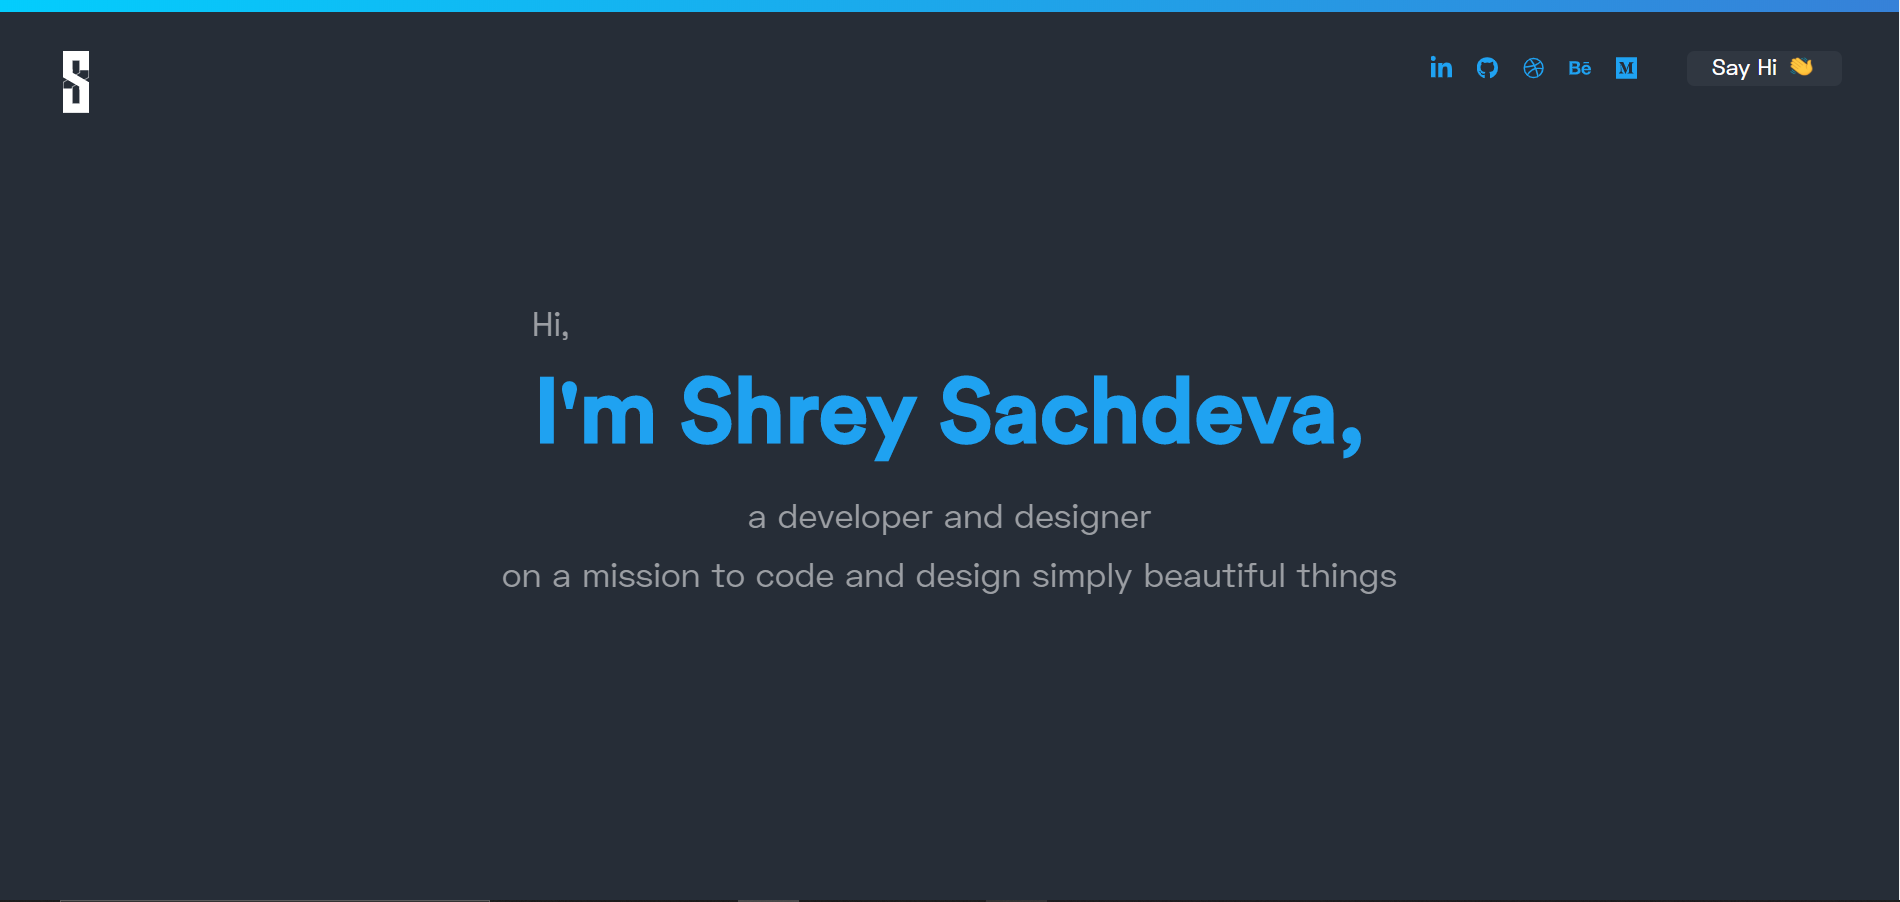 S
in Bē M Say Hi 👋
Hi,
I'm Shrey Sachdeva,
a developer and designer
on a mission to code and design simply beautiful things